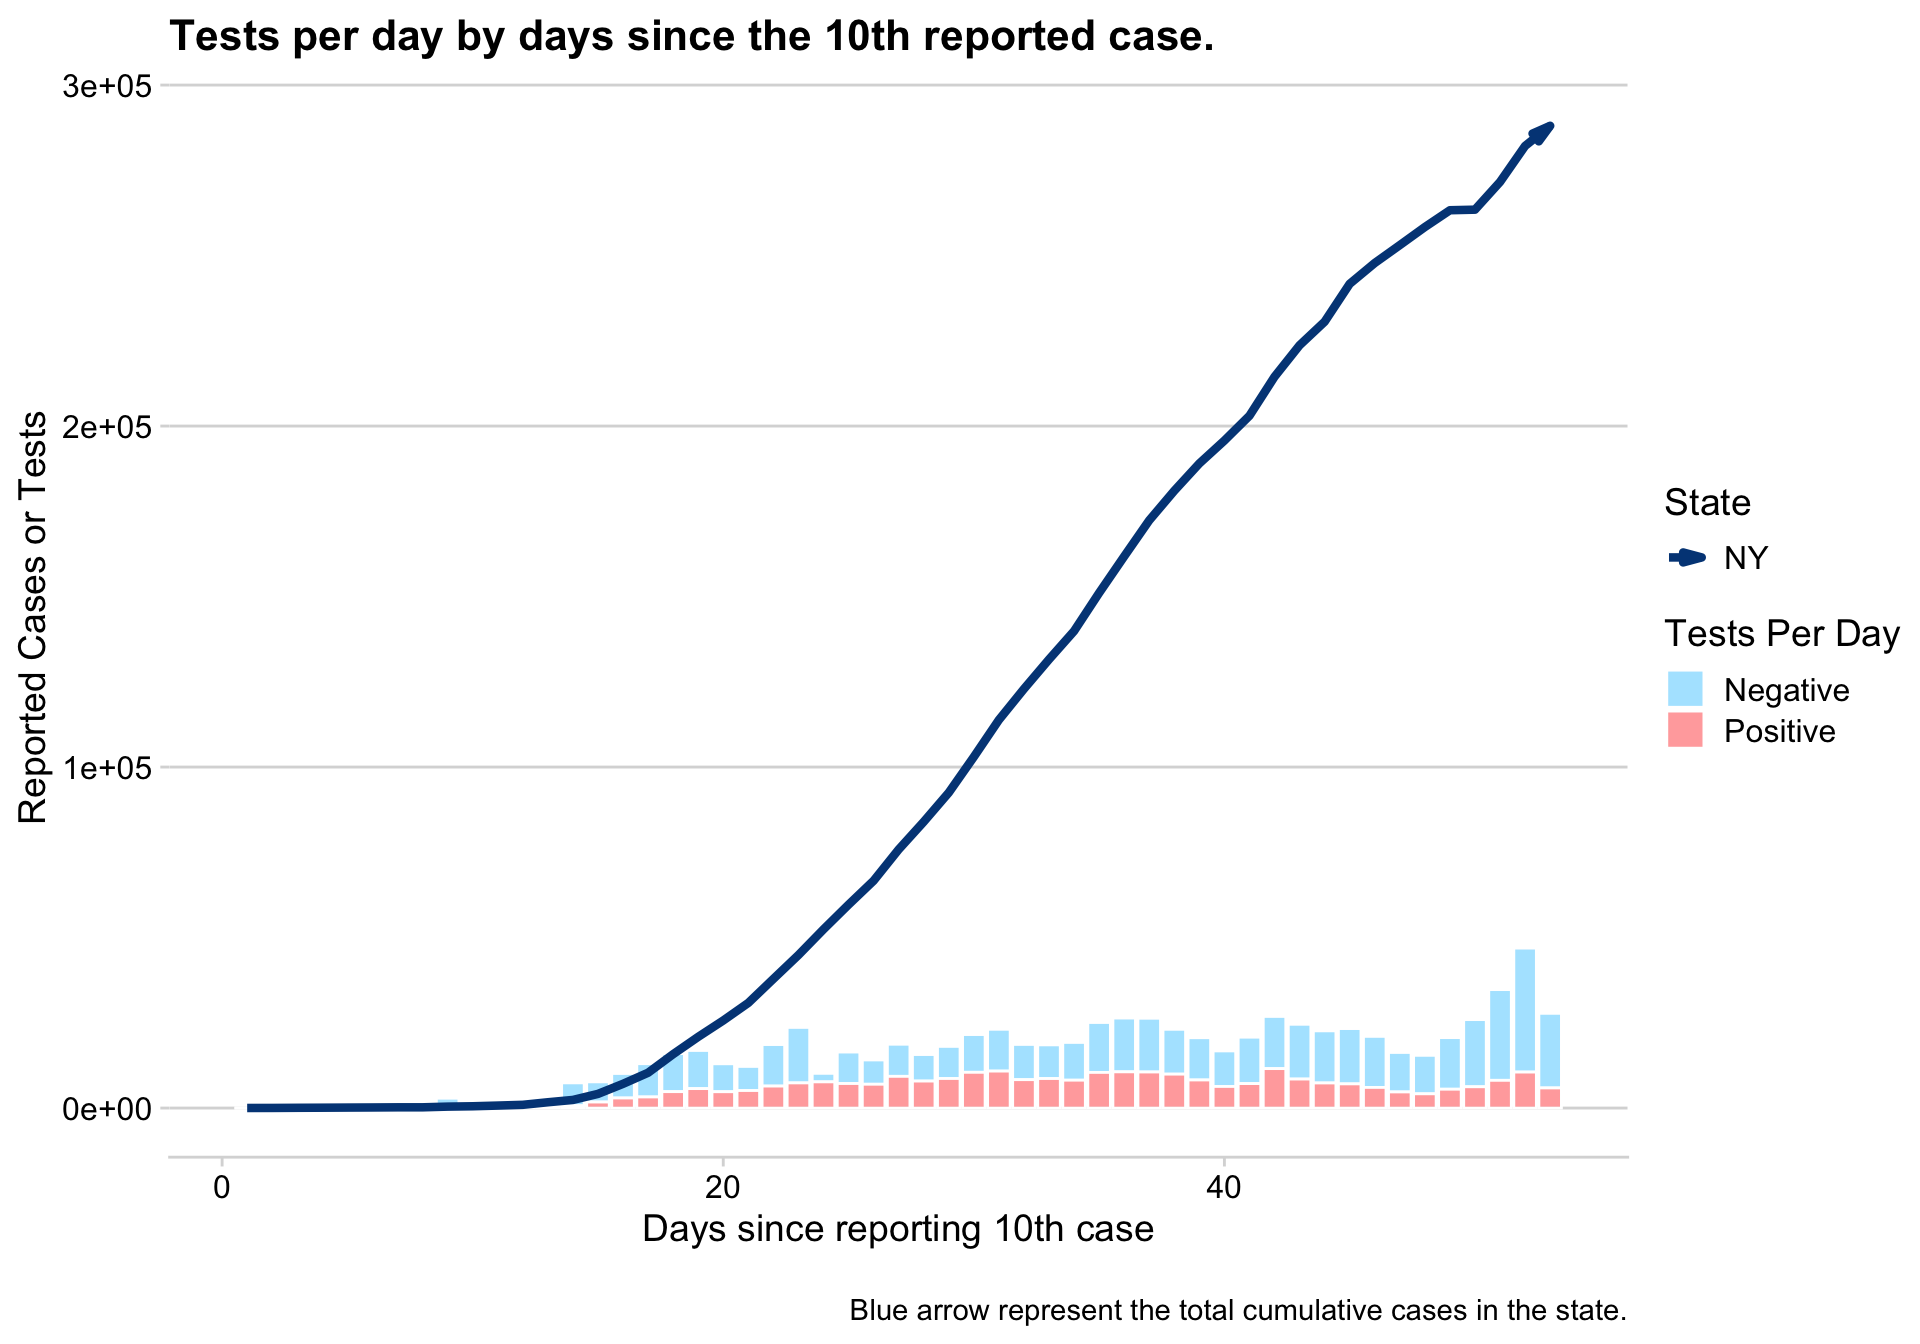 Tests per day by days since the 10th reported case.
3e+05
2e+05
1e+05
0e+00
Reported Cases or Tests
0
20
40
Days since reporting 10th case
State
NY
Tests Per Day
Negative
Positive
Blue arrow represent the total cumulative cases in the state.